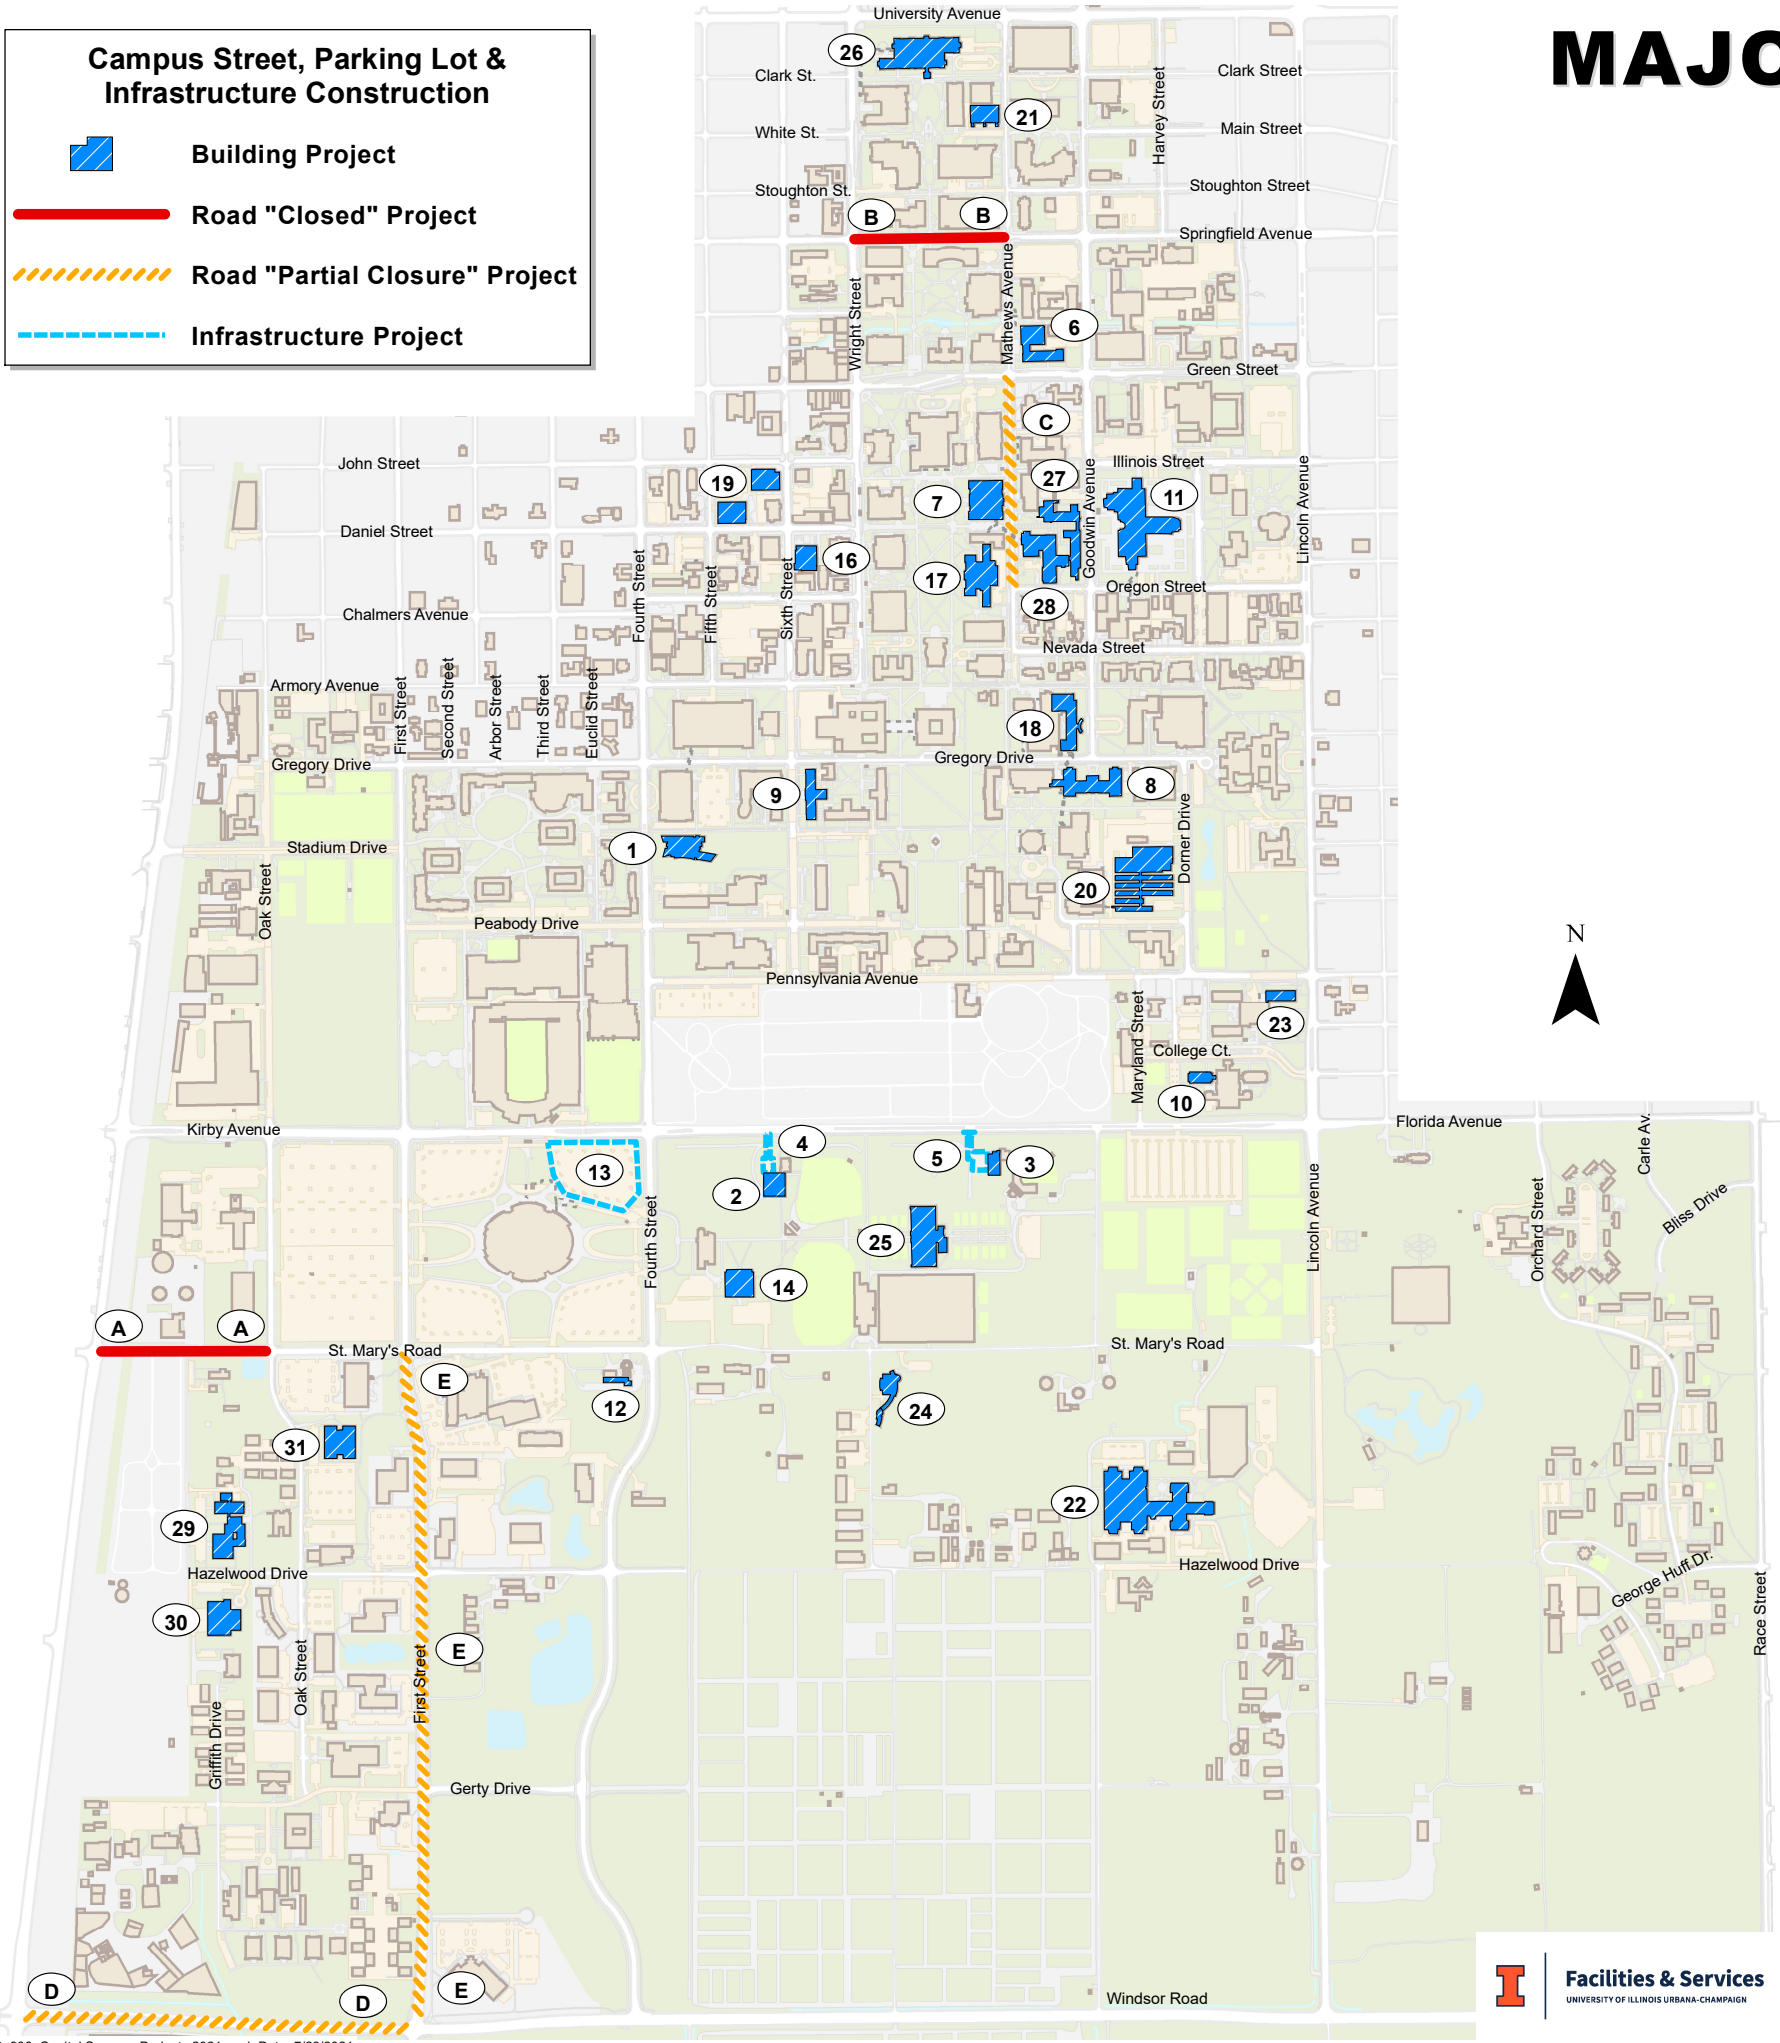 Campus Street, Parking Lot &
Infrastructure Construction
Building Project
Road "Closed" Project
Road "Partial Closure" Project
Infrastructure Project
MAJO
University Avenue
26
Clark St.
Clark Street
21
White St.
Main Street
Harvey Street
Stoughton St.
Stoughton Street
B
B
Springfield Avenue
Wright Street
Mathews Avenue
6
Green Street
C
John Street
Illinois Street
19
27
7
11
Goodwin Avenue
Lincoln Avenue
Daniel Street
16
17
Fourth Street
Fifth Street
Sixth Street
Oregon Street
28
Chalmers Avenue
Nevada Street
Armory Avenue
First Street
Second Street
Arbor Street
Third Street
Euclid Street
18
Gregory Drive
Gregory Drive
9
8
1
Stadium Drive
Dorner Drive
20
Oak Street
Peabody Drive
N
Pennsylvania Avenue
Maryland Street
23
College Ct.
10
Kirby Avenue
Florida Avenue
Carle Av.
4
5
3
13
2
Fourth Street
Lincoln Avenue
Orchard Street
Bliss Drive
25
14
A
A
St. Mary's Road
St. Mary's Road
E
12
24
31
22
29
Hazelwood Drive
Hazelwood Drive
George Huff Dr.
Race Street
30
E
Oak Street
First Street
Griffith Drive
Gerty Drive
D
D
E
Windsor Road
I
Facilities & Services
UNIVERSITY OF ILLINOIS URBANA-CHAMPAIGN